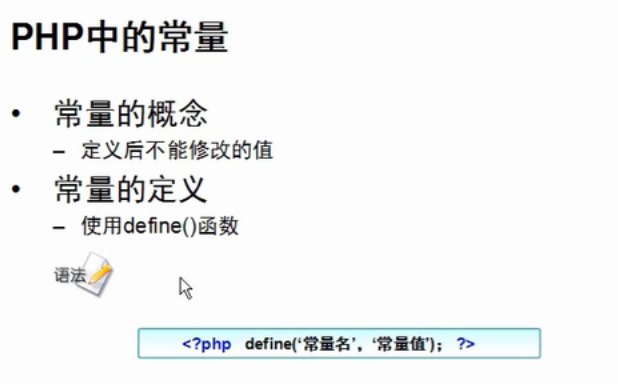 PHP中的常量
• 常量的概念
– 定义后不能修改的值
• 常量的定义
– 使用define()函数
语法
<?php define(‘常量名’，‘常量值’); ?>